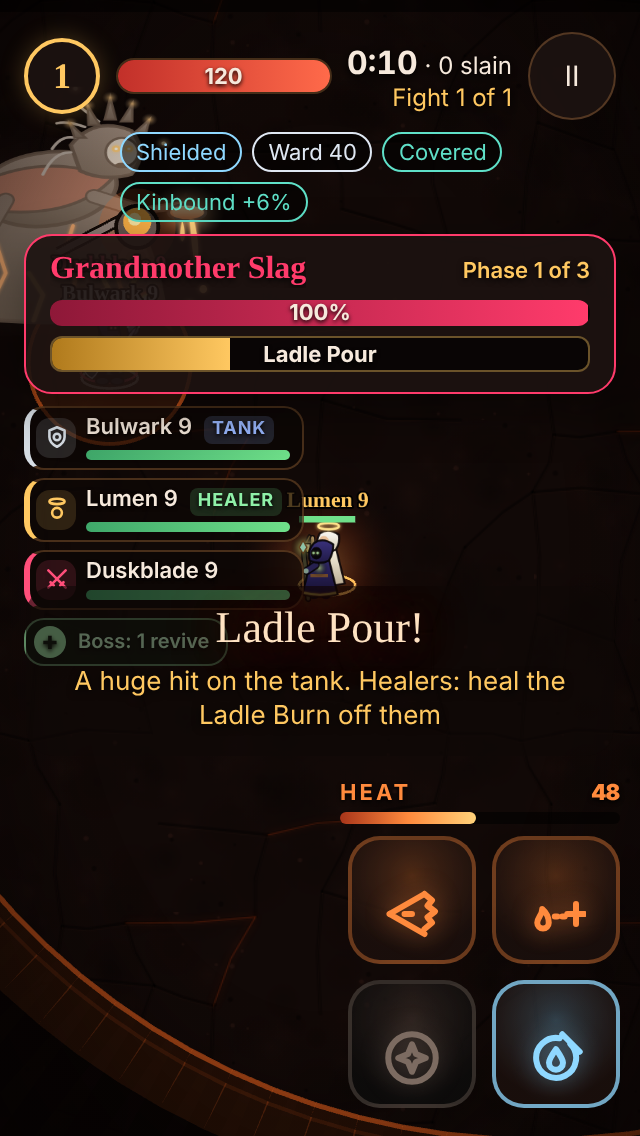 1
120
0:10 · 0 slain
Fight 1 of 1
Shielded
Ward 40
Covered
Kinbound +6%
Grandmother Slag
Phase 1 of 3
Bulwark 9
100%
Ladle Pour
Bulwark 9 TANK
Lumen 9 HEALER
Lumen 9
Duskblade 9
Boss: 1 revive
Ladle Pour!
A huge hit on the tank. Healers: heal the
Ladle Burn off them
HEAT 48